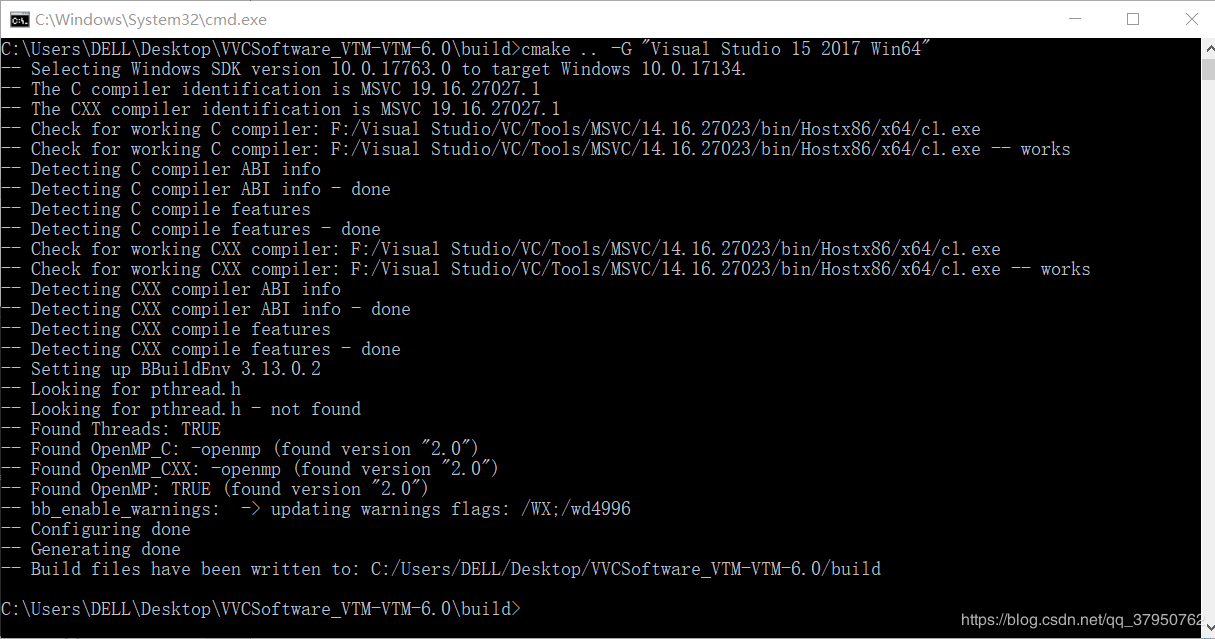 C:\Windows\System32\cmd.exe
C:\Users\DELL\Desktop\VVCSoftware_VTM-VTM-6.0\build>cmake .. -G "Visual Studio 15 2017 Win64"
-- Selecting Windows SDK version 10.0.17763.0 to target Windows 10.0.17134.
-- The C compiler identification is MSVC 19.16.27027.1
-- The CXX compiler identification is MSVC 19.16.27027.1
-- Check for working C compiler: F:/Visual Studio/VC/Tools/MSVC/14.16.27023/bin/Hostx86/x64/cl.exe
-- Check for working C compiler: F:/Visual Studio/VC/Tools/MSVC/14.16.27023/bin/Hostx86/x64/cl.exe -- works
-- Detecting C compiler ABI info
-- Detecting C compiler ABI info - done
-- Detecting C compile features
-- Detecting C compile features - done
-- Check for working CXX compiler: F:/Visual Studio/VC/Tools/MSVC/14.16.27023/bin/Hostx86/x64/cl.exe
-- Check for working CXX compiler: F:/Visual Studio/VC/Tools/MSVC/14.16.27023/bin/Hostx86/x64/cl.exe -- works
-- Detecting CXX compiler ABI info
-- Detecting CXX compiler ABI info - done
-- Detecting CXX compile features
-- Detecting CXX compile features - done
-- Setting up BBuildEnv 3.13.0.2
-- Looking for pthread.h
-- Looking for pthread.h - not found
-- Found Threads: TRUE
-- Found OpenMP_C: -openmp (found version "2.0")
-- Found OpenMP_CXX: -openmp (found version "2.0")
-- Found OpenMP: TRUE (found version "2.0")
-- bb_enable_warnings:  -> updating warnings flags: /WX;/wd4996
-- Configuring done
-- Generating done
-- Build files have been written to: C:/Users/DELL/Desktop/VVCSoftware_VTM-VTM-6.0/build
C:\Users\DELL\Desktop\VVCSoftware_VTM-VTM-6.0\build>
https://blog.csdn.net/qq_37950762